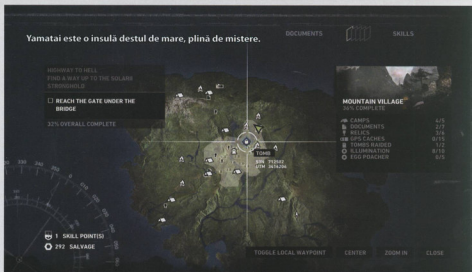 Yamatai este o insulă destul de mare, plină de mistere.
DOCUMENTS
SKILLS
HIGHWAY TO HELL
FIND A WAY UP TO THE SOLARII
STRONGHOLD
REACH THE GATE UNDER THE
BRIDGE
32% OVERALL COMPLETE
MOUNTAIN VILLAGE
CAMPS
DOCUMENTS
RELICS
GPS CACHES
TOMBS RAIDED
ILLUMINATION
EGG POACHER
TOMB
1 SKILL POINT(S)
292 SALVAGE
TOGGLE LOCAL WAYPOINT
CENTER
ZOOM IN
CLOSE